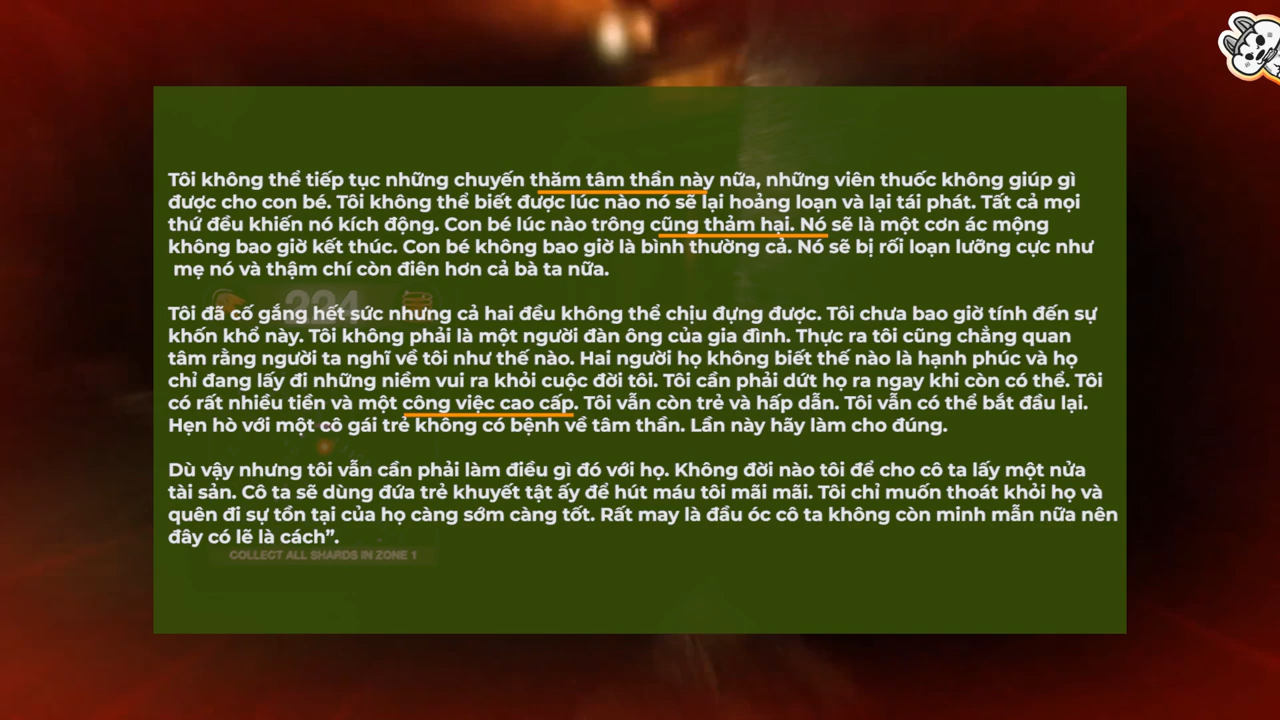 Tôi không thể tiếp tục những chuyến thăm tâm thần này nữa, những viên thuốc không giúp gì
được cho con bé. Tôi không thể biết được lúc nào nó sẽ lại hoảng loạn và lại tái phát. Tất cả mọi
thứ đều khiến nó kích động. Con bé lúc nào trông cũng thảm hại. Nó sẽ là một cơn ác mộng
không bao giờ kết thúc. Con bé không bao giờ là bình thường cả. Nó sẽ bị rối loạn lưỡng cực như
mẹ nó và thậm chí còn điên hơn cả bà ta nữa.
Tôi đã cố gắng hết sức nhưng cả hai đều không thể chịu đựng được. Tôi chưa bao giờ tính đến sự
khốn khổ này. Tôi không phải là một người đàn ông của gia đình. Thực ra tôi cũng chẳng quan
tâm rằng người ta nghĩ về tôi như thế nào. Hai người họ không biết thế nào là hạnh phúc và họ
chỉ đang lấy đi những niềm vui ra khỏi cuộc đời tôi. Tôi cần phải dứt họ ra ngay khi còn có thể. Tôi
có rất nhiều tiền và một công việc cao cấp. Tôi vẫn còn trẻ và hấp dẫn. Tôi vẫn có thể bắt đầu lại.
Hẹn hò với một cô gái trẻ không có bệnh về tâm thần. Lần này hãy làm cho đúng.
Dù vậy nhưng tôi vẫn cần phải làm điều gì đó với họ. Không đời nào tôi để cho cô ta lấy một nửa
tài sản. Cô ta sẽ dùng đứa trẻ khuyết tật ấy để hút máu tôi mãi mãi. Tôi chỉ muốn thoát khỏi họ và
quên đi sự tồn tại của họ càng sớm càng tốt. Rất may là đầu óc cô ta không còn minh mẫn nữa nên
đây có lẽ là cách”.
224
COLLECT ALL SHARDS IN ZONE 1